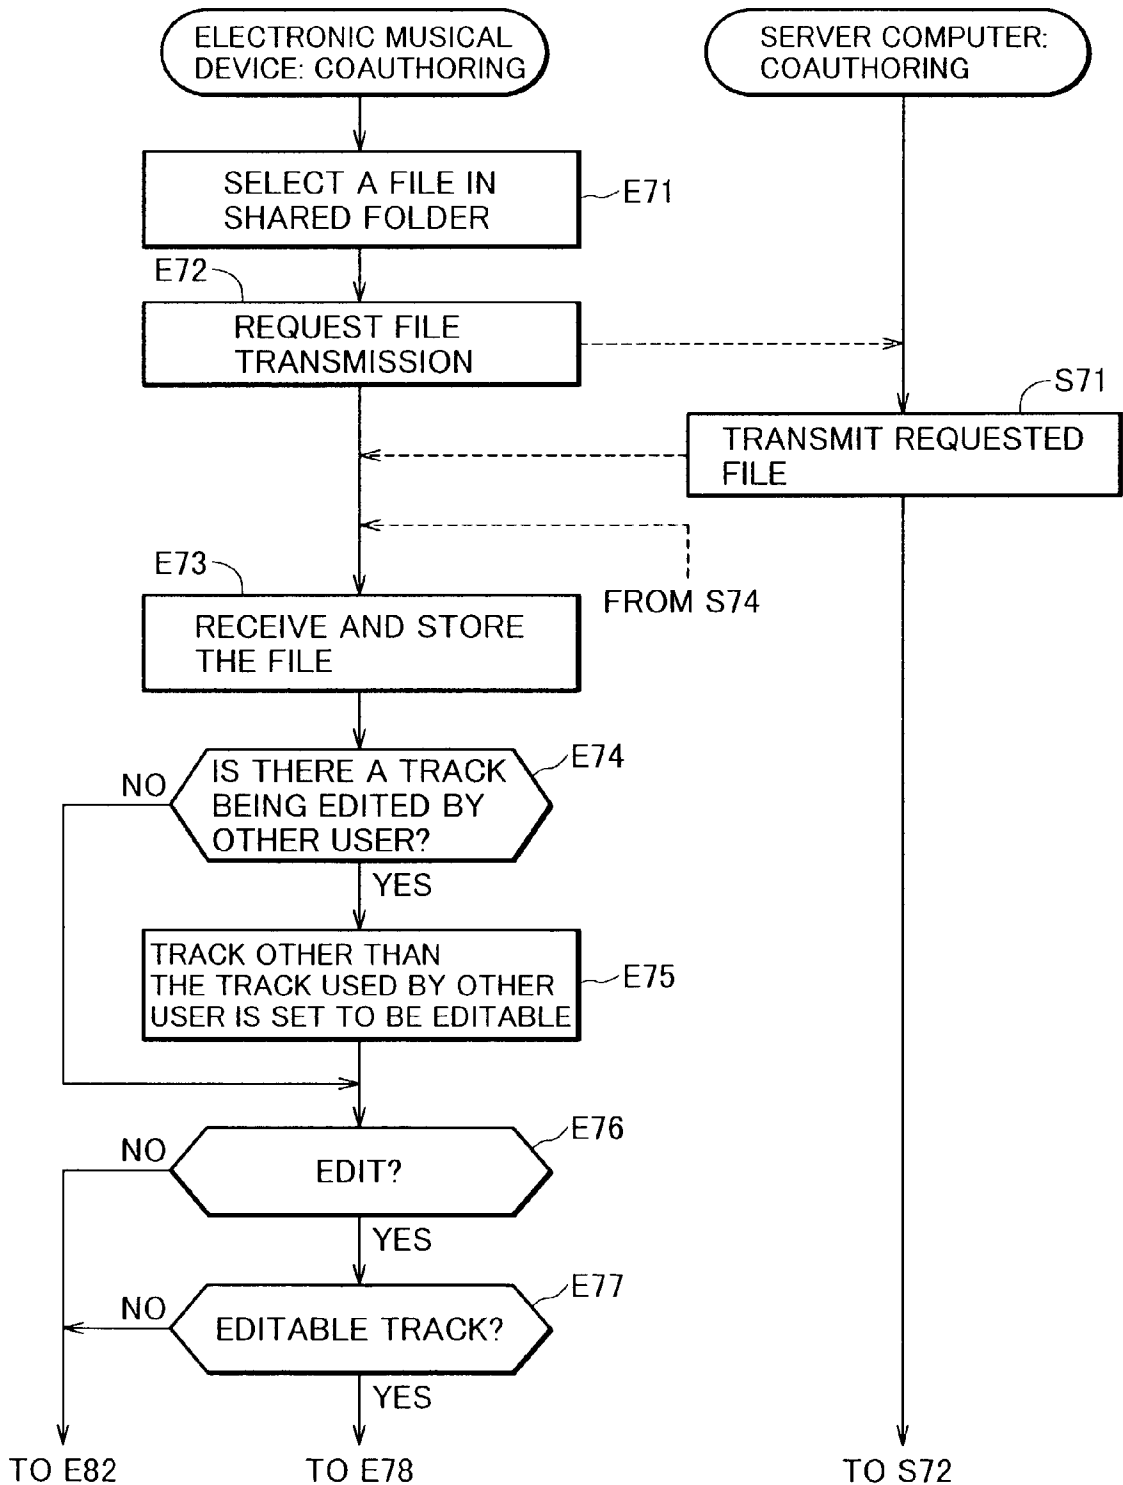 ELECTRONIC MUSICAL
DEVICE: COAUTHORING
SERVER COMPUTER:
COAUTHORING
SELECT A FILE IN
SHARED FOLDER
E71
E72
REQUEST FILE
TRANSMISSION
S71
TRANSMIT REQUESTED
FILE
E73
FROM S74
RECEIVE AND STORE
THE FILE
E74
NO
IS THERE A TRACK
BEING EDITED BY
OTHER USER?
YES
TRACK OTHER THAN
THE TRACK USED BY OTHER
USER IS SET TO BE EDITABLE
E75
E76
NO
EDIT?
YES
E77
NO
EDITABLE TRACK?
YES
TO E82
TO E78
TO S72